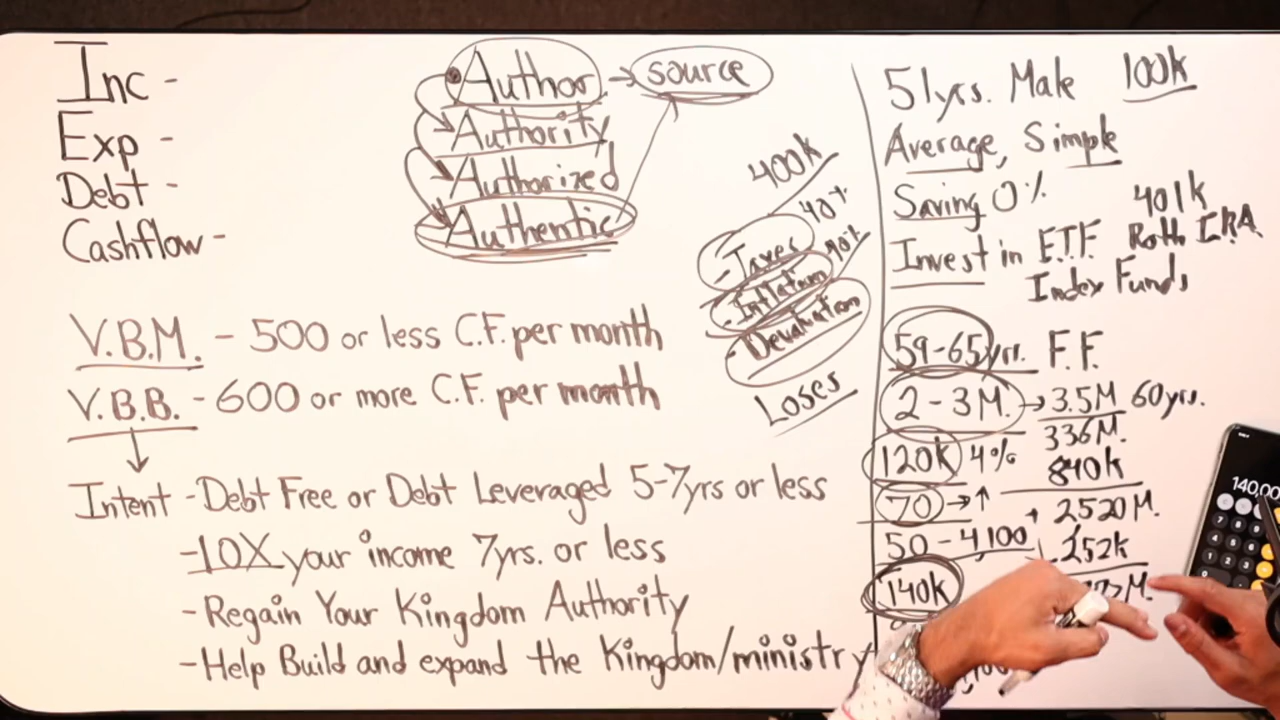 Inc -
Exp -
Debt -
Cashflow -
Author → source
Authority
Authorized
Authentic
V.B.M. - 500 or less C.F. per month
V.B.B. - 600 or more C.F. per month
Intent - Debt Free or Debt Leveraged 5-7yrs or less
- 10X your income 7yrs. or less
- Regain Your Kingdom Authority
- Help Build and expand the Kingdom/ministry
400k
- Taxes 40%
- Inflation 90%
- Devaluation
Loses
51yrs. Make 100k
Average, Simple
Saving 0%
401k
Invest in E.T.F. Roth IRA
Index Funds
59-65yrs. F.F.
2-3M. → 3.5M 60yrs.
336M.
120k 4% 840k
70 → ↑ 2520M.
50 - 4,100 252k
140k
140,00